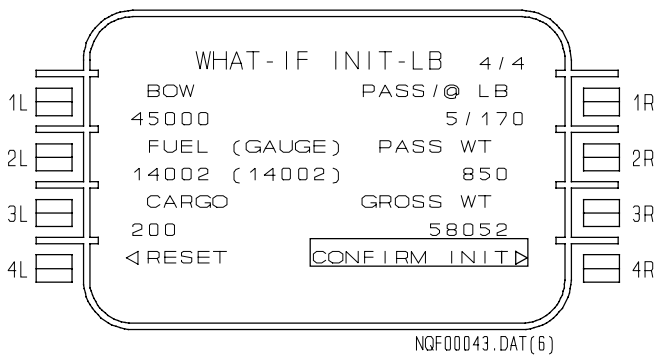 WHAT-IF INIT-LB 4/4
BOW PASS/@ LB
1L 1R
45000 5/170
FUEL (GAUGE) PASS WT
2L 2R
14002 (14002) 850
CARGO GROSS WT
3L 3R
200 58052
◁RESET CONFIRM INIT▷
4L 4R
NQF00043.DAT(6)